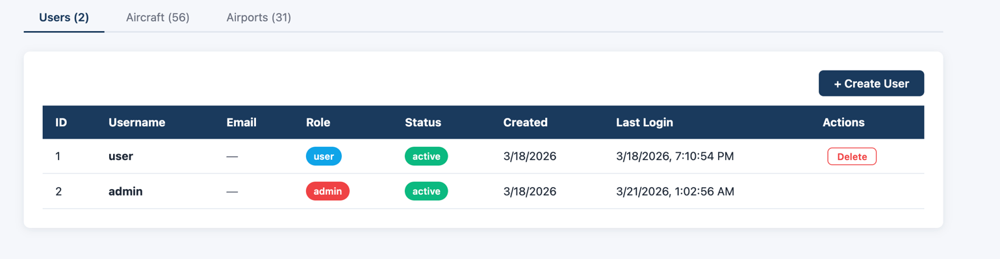 Users (2) Aircraft (56) Airports (31)
+ Create User
ID Username Email Role Status Created Last Login Actions
1 user — user active 3/18/2026 3/18/2026, 7:10:54 PM Delete
2 admin — admin active 3/18/2026 3/21/2026, 1:02:56 AM